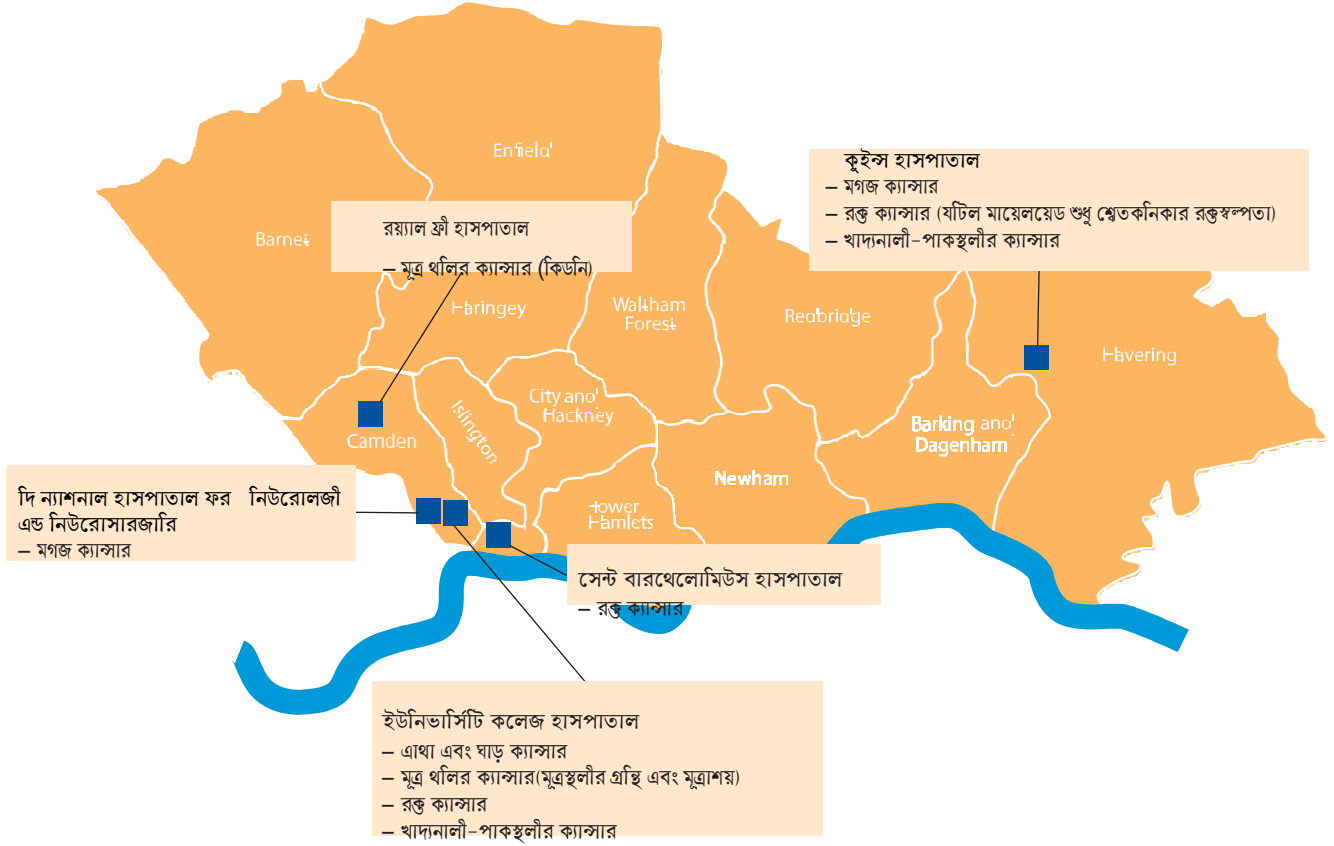 Enfield
কুইন্স হাসপাতাল
– মগজ ক্যান্সার
– রক্ত ক্যান্সার (যটিল মায়েলয়েড শুধু শ্বেতকনিকার রক্তস্বল্পতা)
– খাদ্যনালী-পাকস্থলীর ক্যান্সার
Barnet
রয়্যাল ফ্রী হাসপাতাল
– মূত্র থলির ক্যান্সার (কিডনি)
Haringey
Waltham
Forest
Redbridge
Havering
Islington
City and
Hackney
Camden
Barking and
Dagenham
Newham
দি ন্যাশনাল হাসপাতাল ফর নিউরোলজী
এন্ড নিউরোসারজারি
– মগজ ক্যান্সার
Tower
Hamlets
সেন্ট বারথেলোমিউস হাসপাতাল
– রক্ত ক্যান্সার
ইউনিভার্সিটি কলেজ হাসপাতাল
– এাথা এবং ঘাড় ক্যান্সার
– মূত্র থলির ক্যান্সার(মূত্রস্থলীর গ্রন্থি এবং মূত্রাশয়)
– রক্ত ক্যান্সার
– খাদ্যনালী-পাকস্থলীর ক্যান্সার